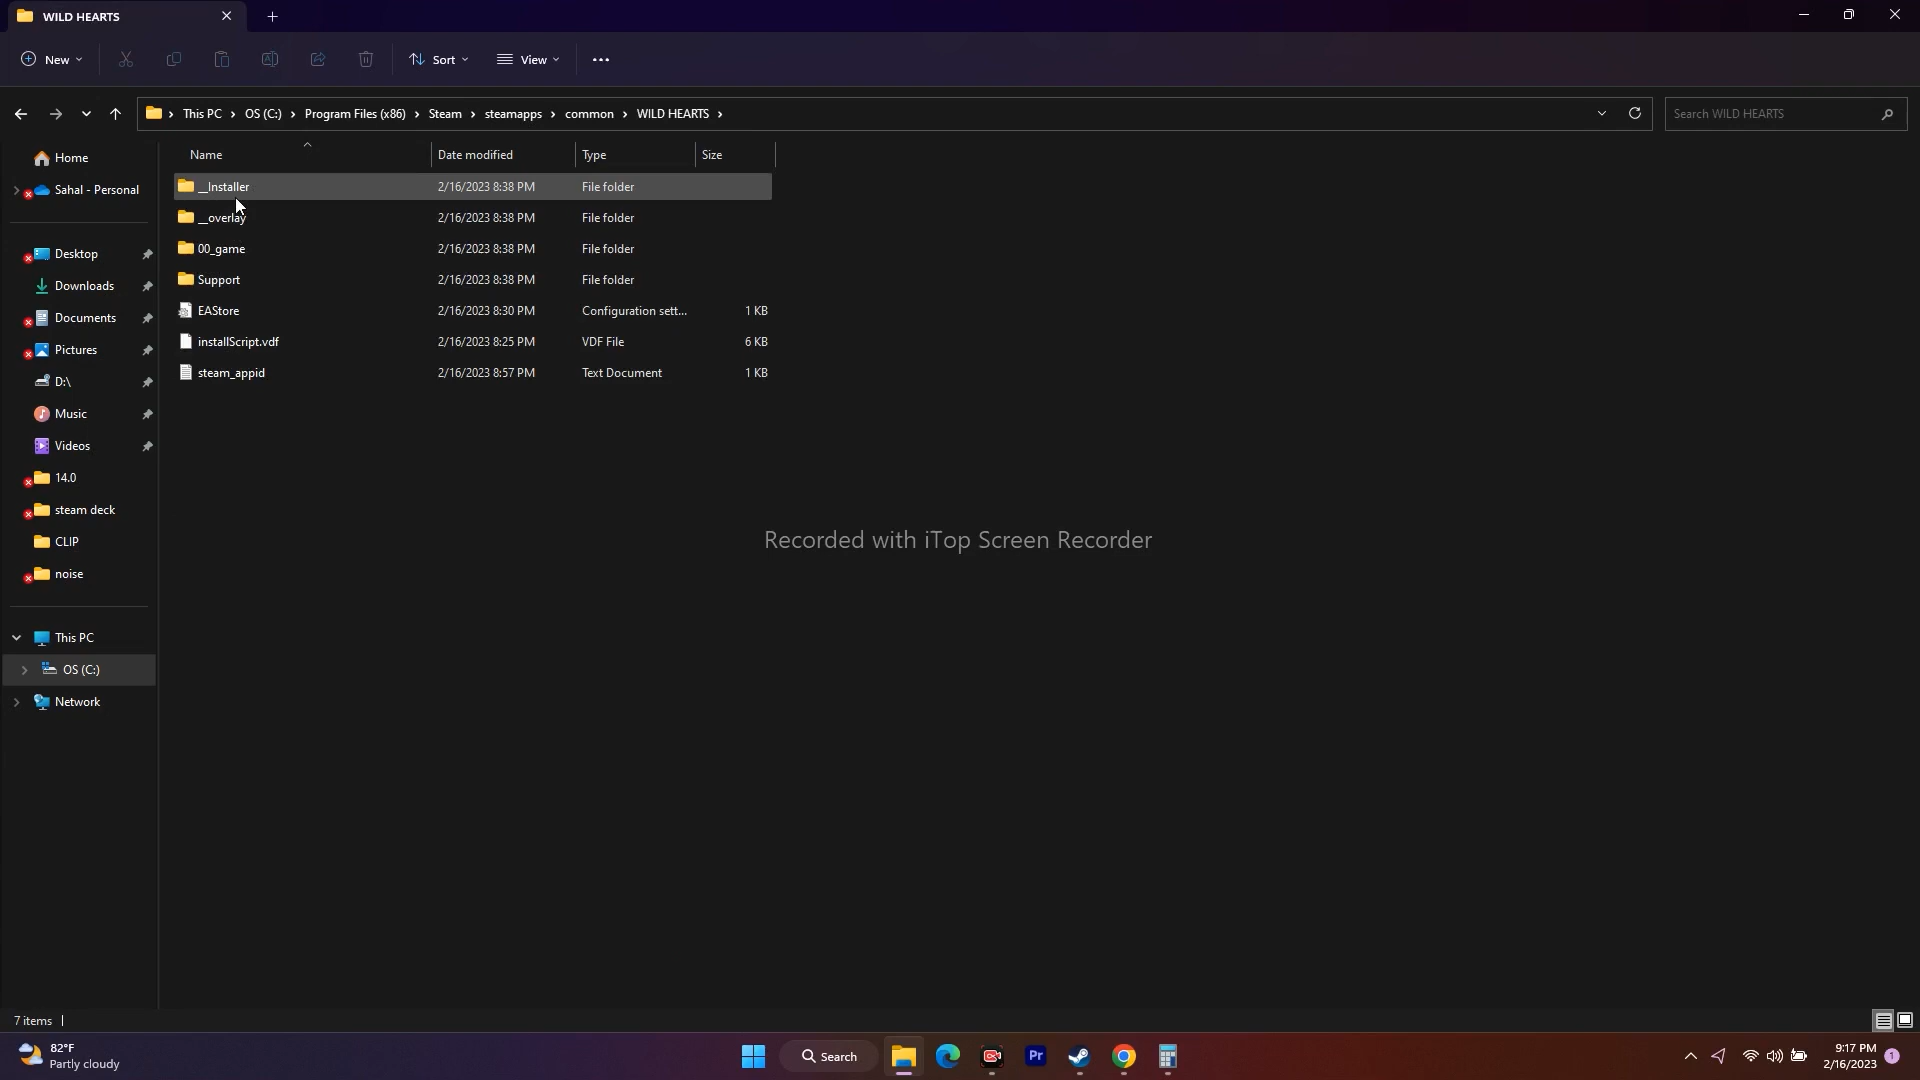 WILD HEARTS
New
Sort
View
This PC
OS (C:)
Program Files (x86)
Steam
steamapps
common
WILD HEARTS
Search WILD HEARTS
Name
Date modified
Type
Size
__Installer 2/16/2023 8:38 PM File folder
__overlay 2/16/2023 8:38 PM File folder
00_game 2/16/2023 8:38 PM File folder
Support 2/16/2023 8:38 PM File folder
EAStore 2/16/2023 8:30 PM Configuration sett... 1 KB
installScript.vdf 2/16/2023 8:25 PM VDF File 6 KB
steam_appid 2/16/2023 8:57 PM Text Document 1 KB
Home
Sahal - Personal
Desktop
Downloads
Documents
Pictures
D:\
Music
Videos
14.0
steam deck
CLIP
noise
This PC
OS (C:)
Network
Recorded with iTop Screen Recorder
7 items
82°F
Partly cloudy
Search
Pr
9:17 PM
2/16/2023
1